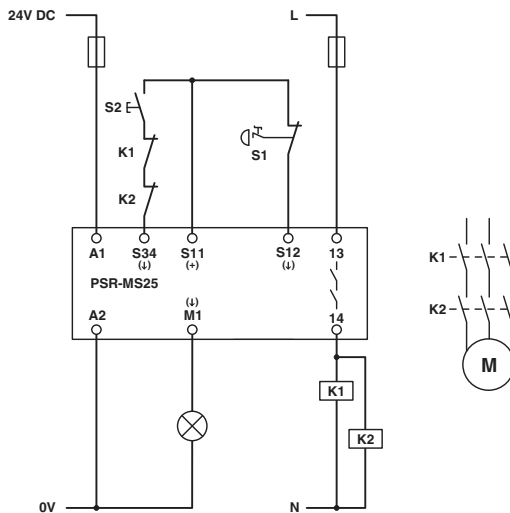 24V DC
L
S2
K1
S1
K2
A1
S34
S11
S12
13
(↓)
(+)
(↓)
PSR-MS25
K1
(↓)
A2
M1
14
K2
M
K1
K2
0V
N